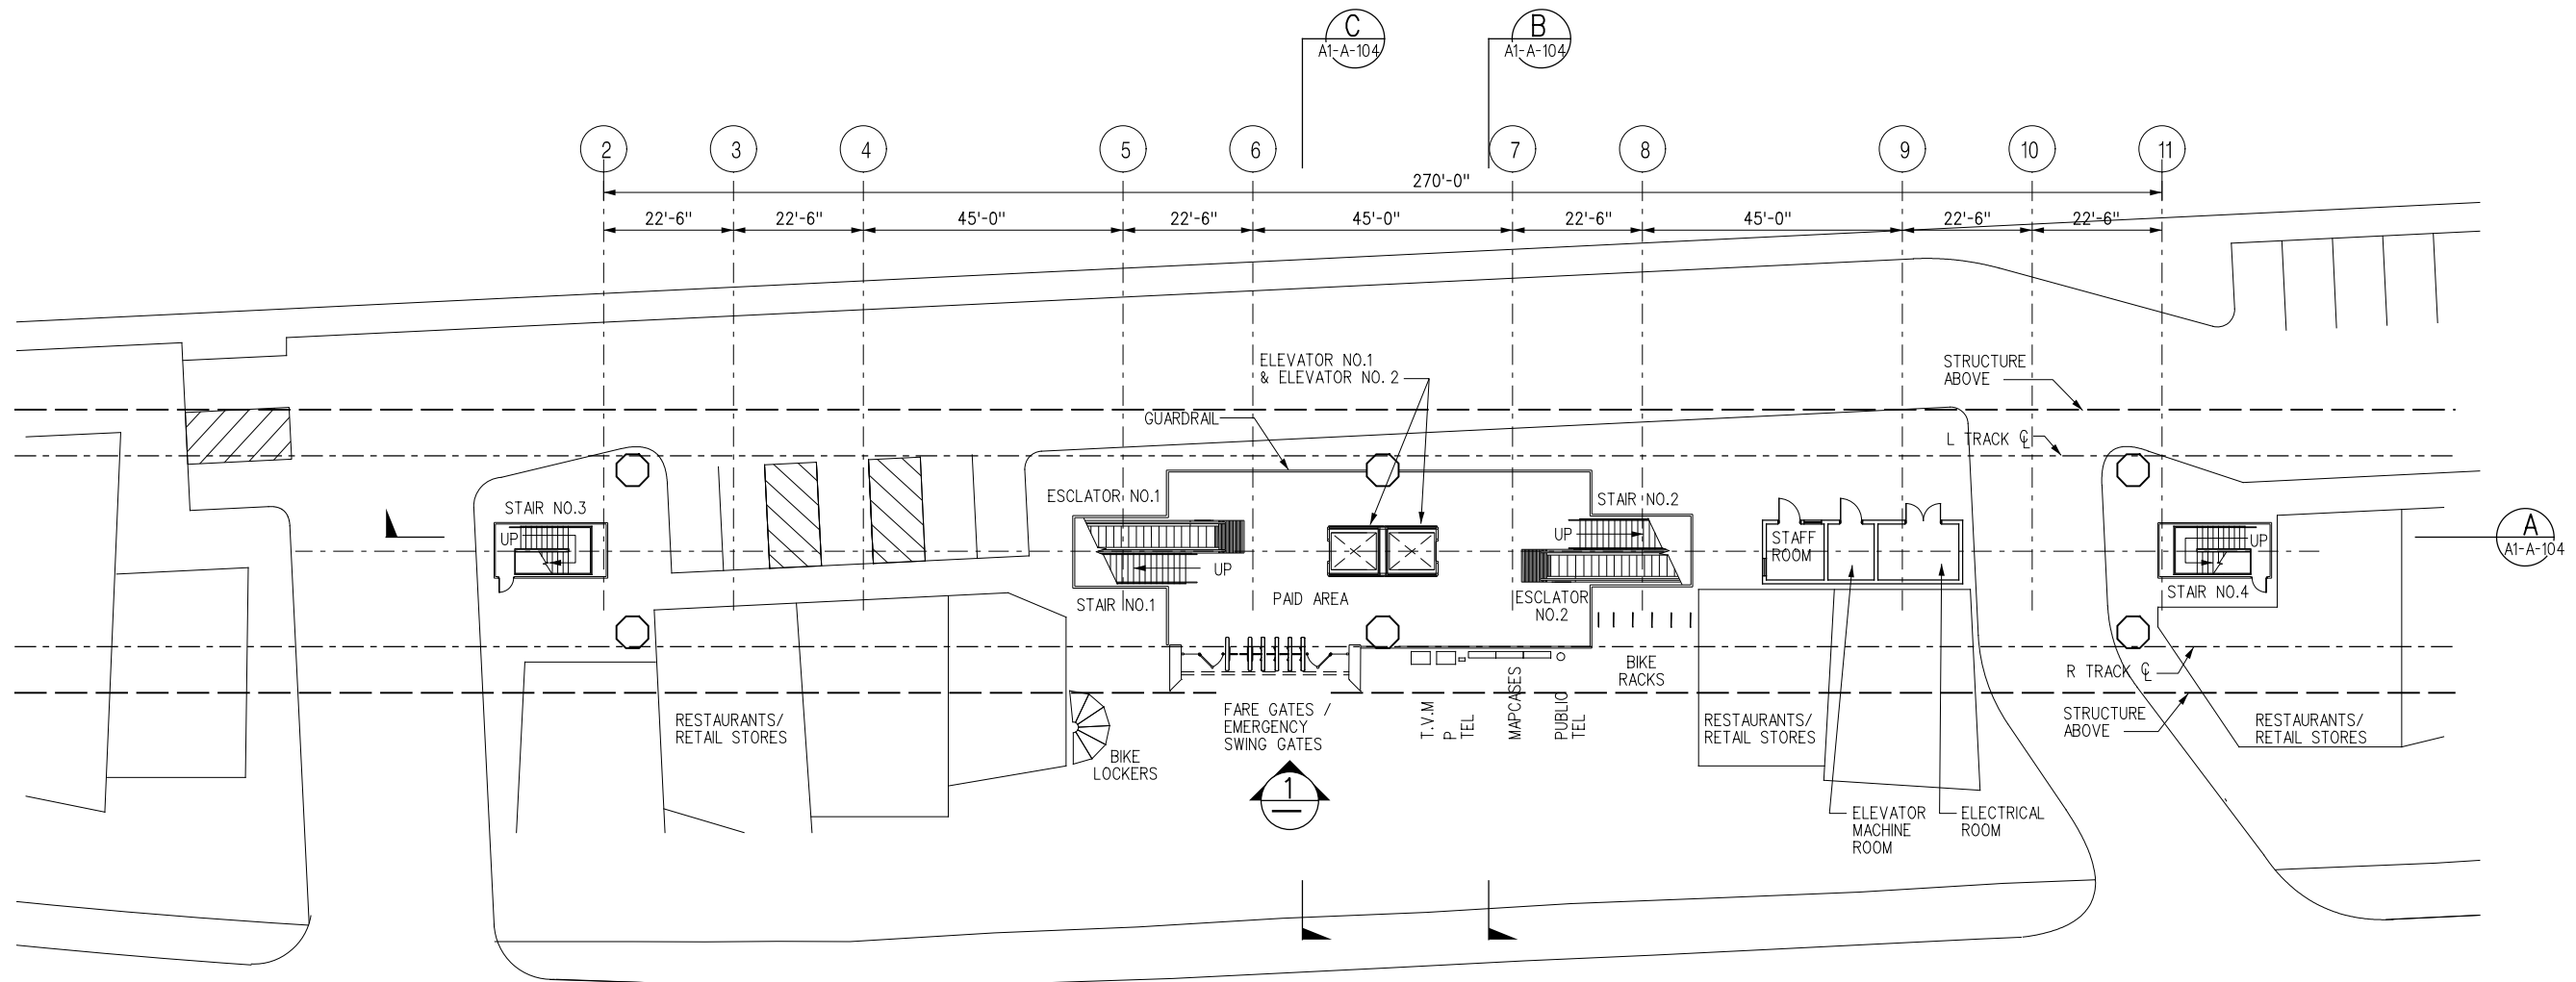 C
A1-A-104
B
A1-A-104
2
3
4
5
6
7
8
9
10
11
270'-0"
22'-6"
22'-6"
45'-0"
22'-6"
45'-0"
22'-6"
45'-0"
22'-6"
22'-6"
ELEVATOR NO.1
& ELEVATOR NO. 2
STRUCTURE
ABOVE
GUARDRAIL
L TRACK ℄
ESCLATOR NO.1
STAIR NO.2
STAIR NO.3
UP
UP
STAFF
ROOM
UP
A
A1-A-104
UP
STAIR NO.1
PAID AREA
ESCLATOR
NO.2
STAIR NO.4
BIKE
RACKS
R TRACK ℄
RESTAURANTS/
RETAIL STORES
FARE GATES /
EMERGENCY
SWING GATES
T.V.M
P
TEL
MAPCASES
PUBLIC
TEL
RESTAURANTS/
RETAIL STORES
STRUCTURE
ABOVE
RESTAURANTS/
RETAIL STORES
BIKE
LOCKERS
1
ELEVATOR
MACHINE
ROOM
ELECTRICAL
ROOM